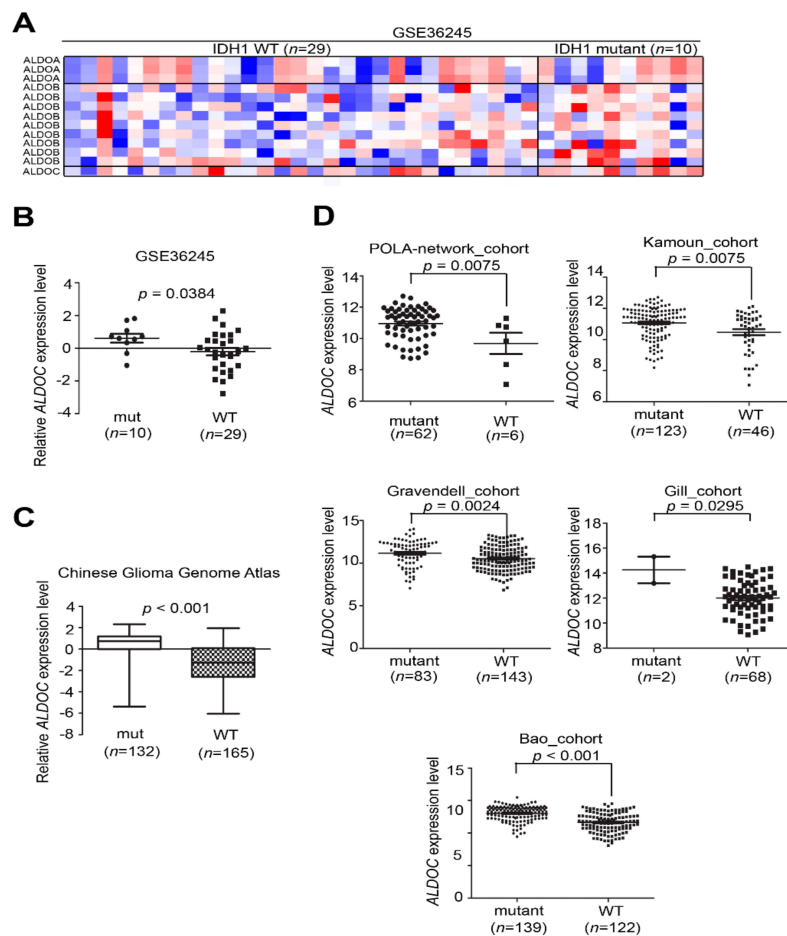 A
GSE36245
IDH1 WT (n=29)
IDH1 mutant (n=10)
ALDOA
ALDOA
ALDOA
ALDOB
ALDOB
ALDOB
ALDOB
ALDOB
ALDOB
ALDOB
ALDOB
ALDOB
ALDOC
B
GSE36245
p = 0.0384
Relative ALDOC expression level
4
2
0
-2
-4
mut
(n=10)
WT
(n=29)
C
Chinese Glioma Genome Atlas
p < 0.001
Relative ALDOC expression level
4
2
0
-2
-4
-6
-8
mut
(n=132)
WT
(n=165)
D
POLA-network_cohort
p = 0.0075
ALDOC expression level
14
12
10
8
6
mutant
(n=62)
WT
(n=6)
Kamoun_cohort
p = 0.0075
ALDOC expression level
14
12
10
8
6
mutant
(n=123)
WT
(n=46)
Gravendell_cohort
p = 0.0024
ALDOC expression level
15
10
5
0
mutant
(n=83)
WT
(n=143)
Gill_cohort
p = 0.0295
ALDOC expression level
18
16
14
12
10
8
mutant
(n=2)
WT
(n=68)
Bao_cohort
p < 0.001
ALDOC expression level
15
10
5
0
mutant
(n=139)
WT
(n=122)